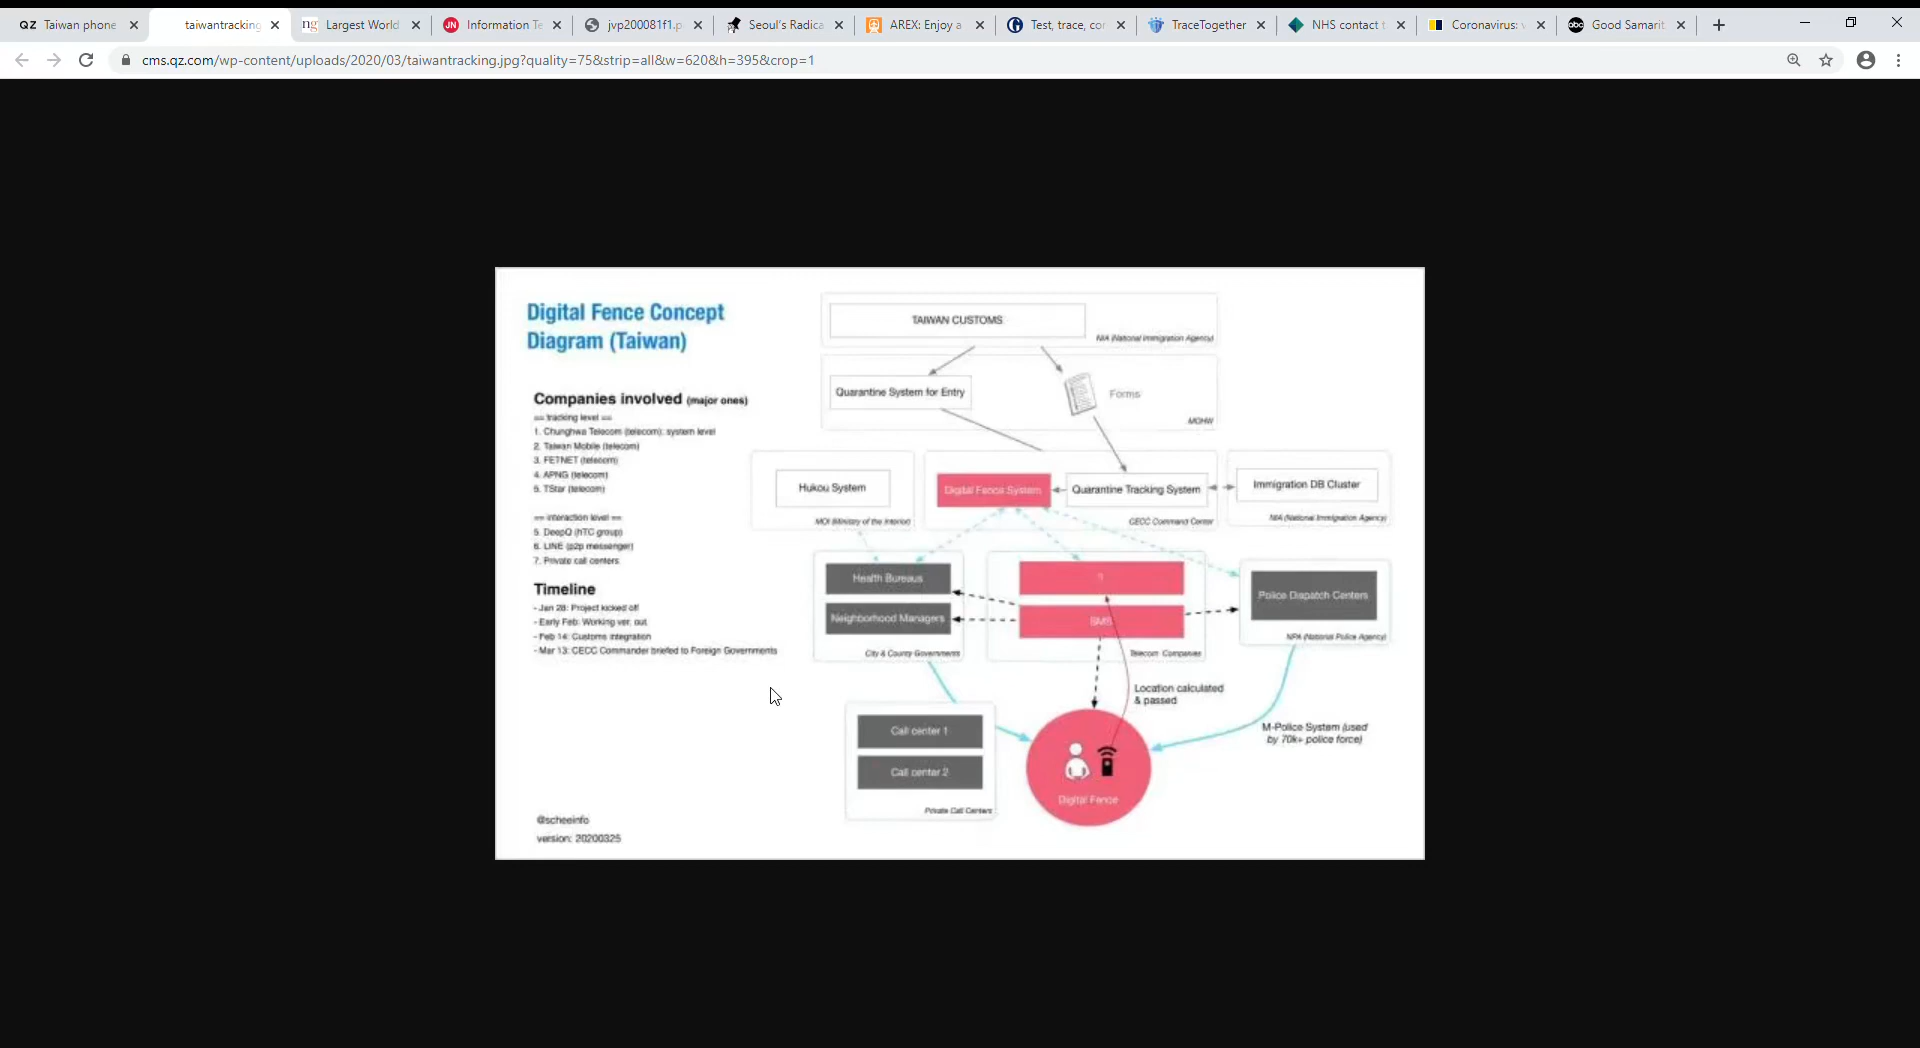 QZ Taiwan phone
taiwantracking
ng Largest World
JN Information Te
jvp200081f1.p
Seoul's Radica
AREX: Enjoy a
Test, trace, cor
TraceTogether
NHS contact t
Coronavirus: v
abc Good Samarit
cms.qz.com/wp-content/uploads/2020/03/taiwantracking.jpg?quality=75&strip=all&w=620&h=395&crop=1
Digital Fence Concept
Diagram (Taiwan)
Companies involved (major ones)
== tracking level ==
1. Chunghwa Telecom (telecom): system level
2. Taiwan Mobile (telecom)
3. FETNET (telecom)
4. APNG (telecom)
5. TStar (telecom)
== interaction level ==
5. DeepQ (hTC group)
6. LINE (p2p messenger)
7. Private call centers
Timeline
- Jan 28: Project kicked off
- Early Feb: Working ver. out
- Feb 14: Customs integration
- Mar 13: CECC Commander briefed to Foreign Governments
@scheeinfo
version: 20200325
TAIWAN CUSTOMS
NIA (National Immigration Agency)
Quarantine System for Entry
Forms
MOHW
Hukou System
MOI (Ministry of the Interior)
Digital Fence System
Quarantine Tracking System
CECC Command Center
Immigration DB Cluster
NIA (National Immigration Agency)
Health Bureaus
Neighborhood Managers
City & County Governments
SMS
Telecom Companies
Police Dispatch Centers
NPA (National Police Agency)
Location calculated
& passed
M-Police System (used
by 70k+ police force)
Call center 1
Call center 2
Private Call Centers
Digital Fence